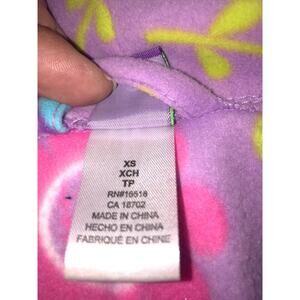 XS
XCH
TP
RN#16518
CA 18702
MADE IN CHINA
HECHO EN CHINA
FABRIQUÉ EN CHINE